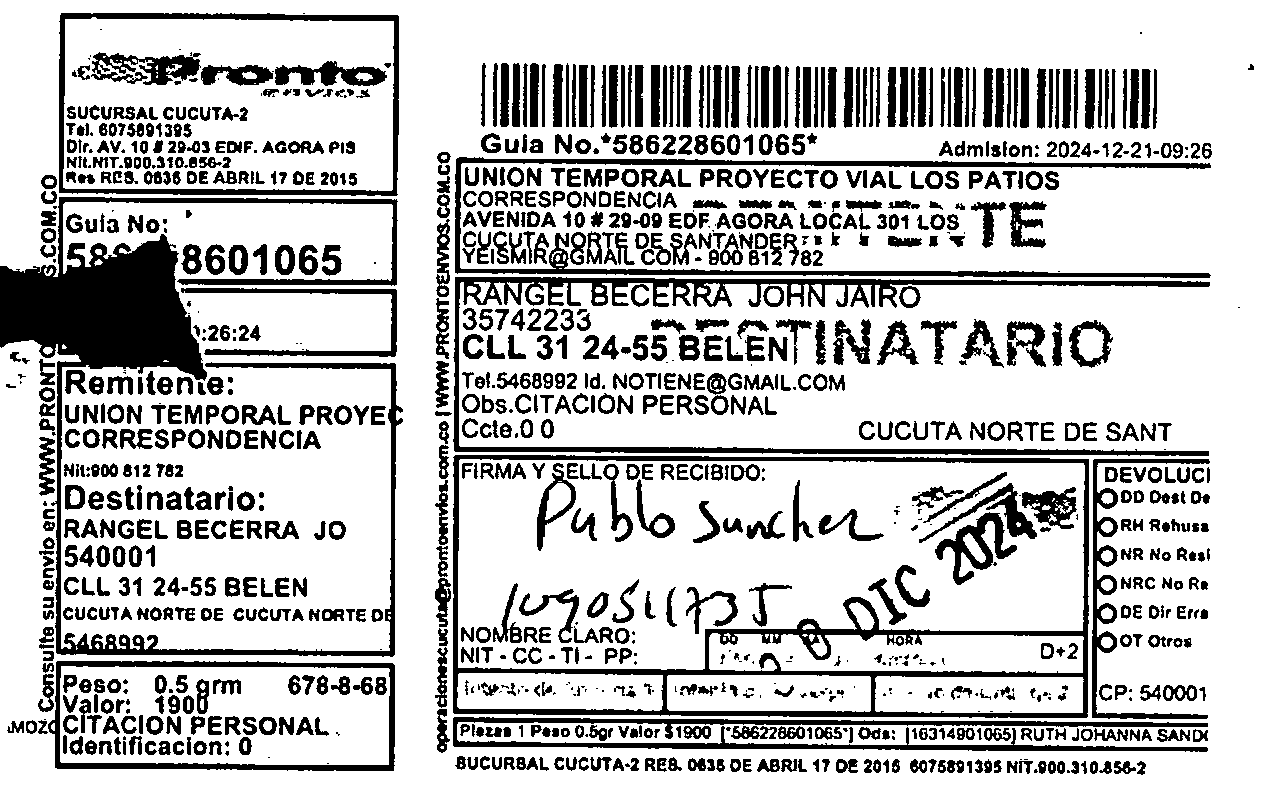 Pronto
envios
SUCURSAL CUCUTA-2
Tel. 6075891395
Dir. AV. 10 # 29-03 EDIF. AGORA PIS
Nit.NIT.900.310.856-2
Res RES. 0636 DE ABRIL 17 DE 2015
Guia No:
8601065
:26:24
Remitente:
UNION TEMPORAL PROYEC
CORRESPONDENCIA
Nit:900 812 782
Destinatario:
RANGEL BECERRA JO
540001
CLL 31 24-55 BELEN
CUCUTA NORTE DE CUCUTA NORTE DE
5468992
Peso: 0.5 grm 678-8-68
Valor: 1900
CITACION PERSONAL
Identificacion: 0
Consulte su envio en: WWW.PRONTO S.COM.CO
Guia No.*586228601065*
Admision: 2024-12-21-09:26
UNION TEMPORAL PROYECTO VIAL LOS PATIOS
CORRESPONDENCIA
AVENIDA 10 # 29-09 EDF AGORA LOCAL 301 LOS
CUCUTA NORTE DE SANTANDER
YEISMIR@GMAIL COM - 900 812 782
TE
RANGEL BECERRA JOHN JAIRO
35742233
CLL 31 24-55 BELEN
DESTINATARIO
Tel.5468992 Id. NOTIENE@GMAIL.COM
Obs.CITACION PERSONAL
Ccte.0 0 CUCUTA NORTE DE SANT
FIRMA Y SELLO DE RECIBIDO:
Pablo Sanchez
DIC 2024
NOMBRE CLARO:
NIT - CC - TI - PP:
DD MM AA HORA
D+2
DEVOLUCI
DD Dest De
RH Rehusa
NR No Resi
NRC No Re
DE Dir Erra
OT Otros
CP: 540001
Piezas 1 Peso 0.5gr Valor $1900 [*586228601065*] Ods: [16314901065] RUTH JOHANNA SANDO
SUCURSAL CUCUTA-2 RES. 0636 DE ABRIL 17 DE 2015 6075891395 NIT.900.310.856-2
operacionescucuta@prontoenvios.com.co | WWW.PRONTOENVIOS.COM.CO